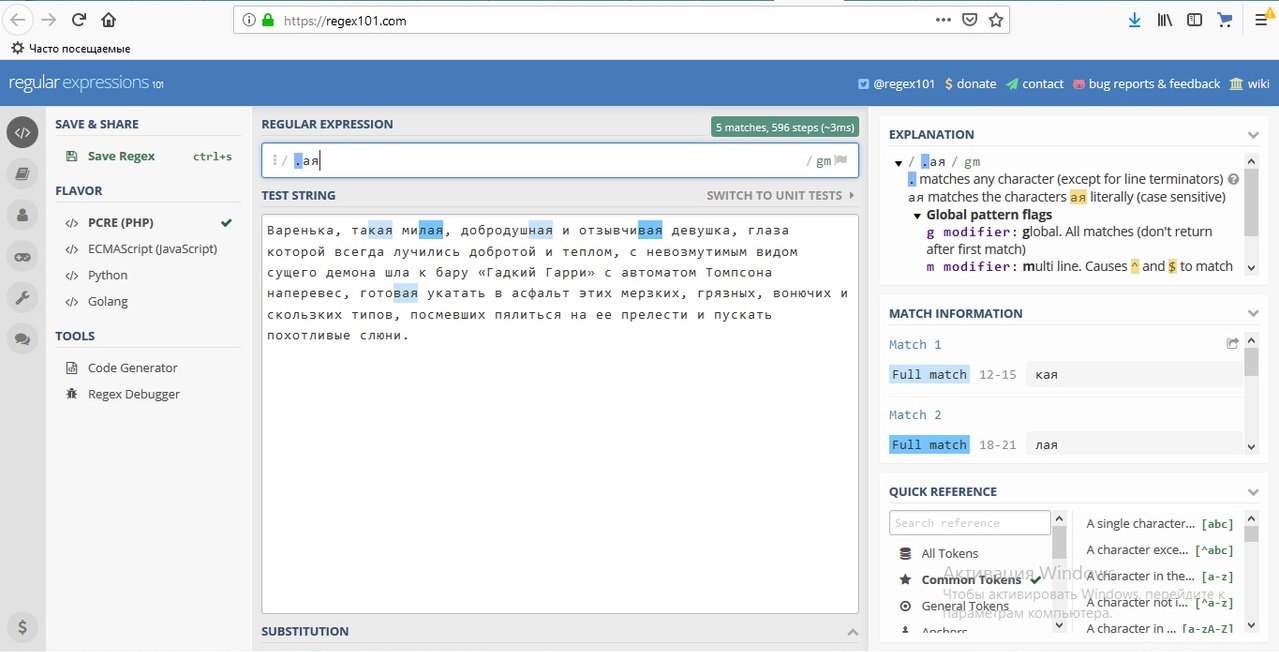 https://regex101.com
Часто посещаемые
regular expressions 101
@regex101
donate
contact
bug reports & feedback
wiki
SAVE & SHARE
Save Regex ctrl+s
FLAVOR
PCRE (PHP)
ECMAScript (JavaScript)
Python
Golang
TOOLS
Code Generator
Regex Debugger
REGULAR EXPRESSION
5 matches, 596 steps (~3ms)
/ .ая / gm
TEST STRING
SWITCH TO UNIT TESTS
Варенька, такая милая, добродушная и отзывчивая девушка, глаза
которой всегда лучились добротой и теплом, с невозмутимым видом
сущего демона шла к бару «Гадкий Гарри» с автоматом Томпсона
наперевес, готовая укатать в асфальт этих мерзких, грязных, вонючих и
скользких типов, посмевших пялиться на ее прелести и пускать
похотливые слюни.
SUBSTITUTION
EXPLANATION
/ .ая / gm
. matches any character (except for line terminators)
ая matches the characters ая literally (case sensitive)
Global pattern flags
g modifier: global. All matches (don't return
after first match)
m modifier: multi line. Causes ^ and $ to match
MATCH INFORMATION
Match 1
Full match 12-15 кая
Match 2
Full match 18-21 лая
QUICK REFERENCE
Search reference
All Tokens
Common Tokens
General Tokens
Anchors
A single character... [abc]
A character exce... [^abc]
A character in the... [a-z]
A character not i... [^a-z]
A character in ... [a-zA-Z]
Активация Windows
Чтобы активировать Windows, перейдите к
параметрам компьютера.
$